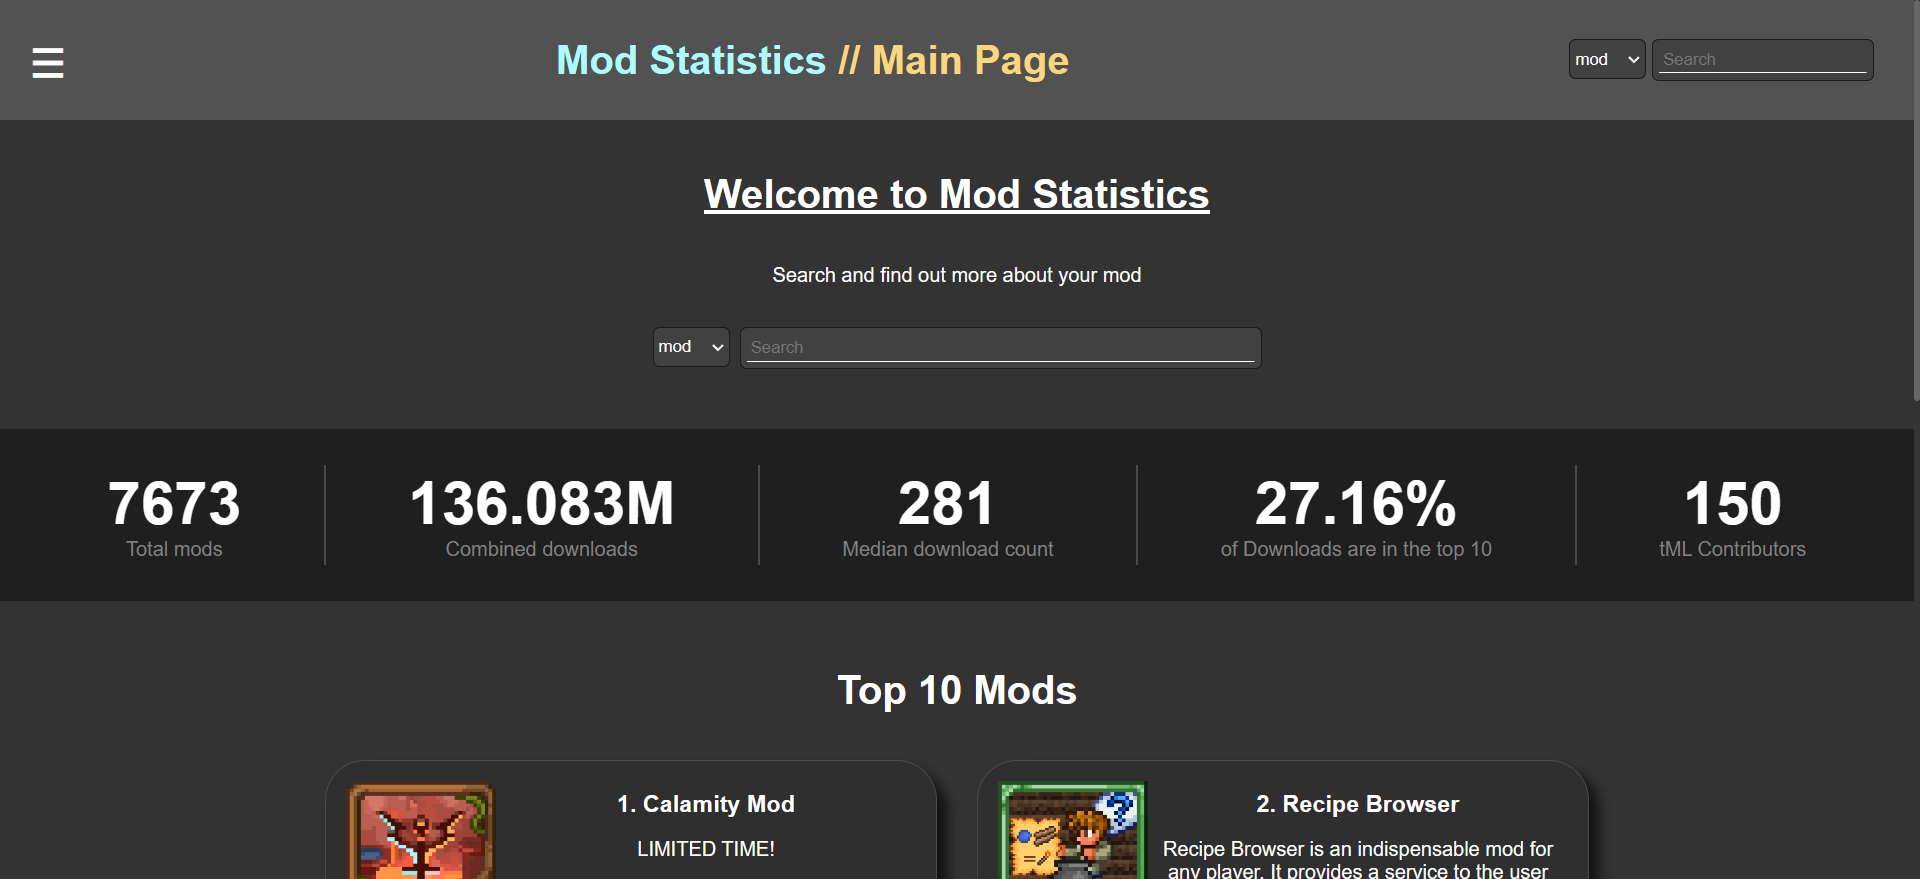 Mod Statistics // Main Page
mod
Search
Welcome to Mod Statistics
Search and find out more about your mod
mod
Search
7673
Total mods
136.083M
Combined downloads
281
Median download count
27.16%
of Downloads are in the top 10
150
tML Contributors
Top 10 Mods
1. Calamity Mod
LIMITED TIME!
2. Recipe Browser
Recipe Browser is an indispensable mod for
any player. It provides a service to the user